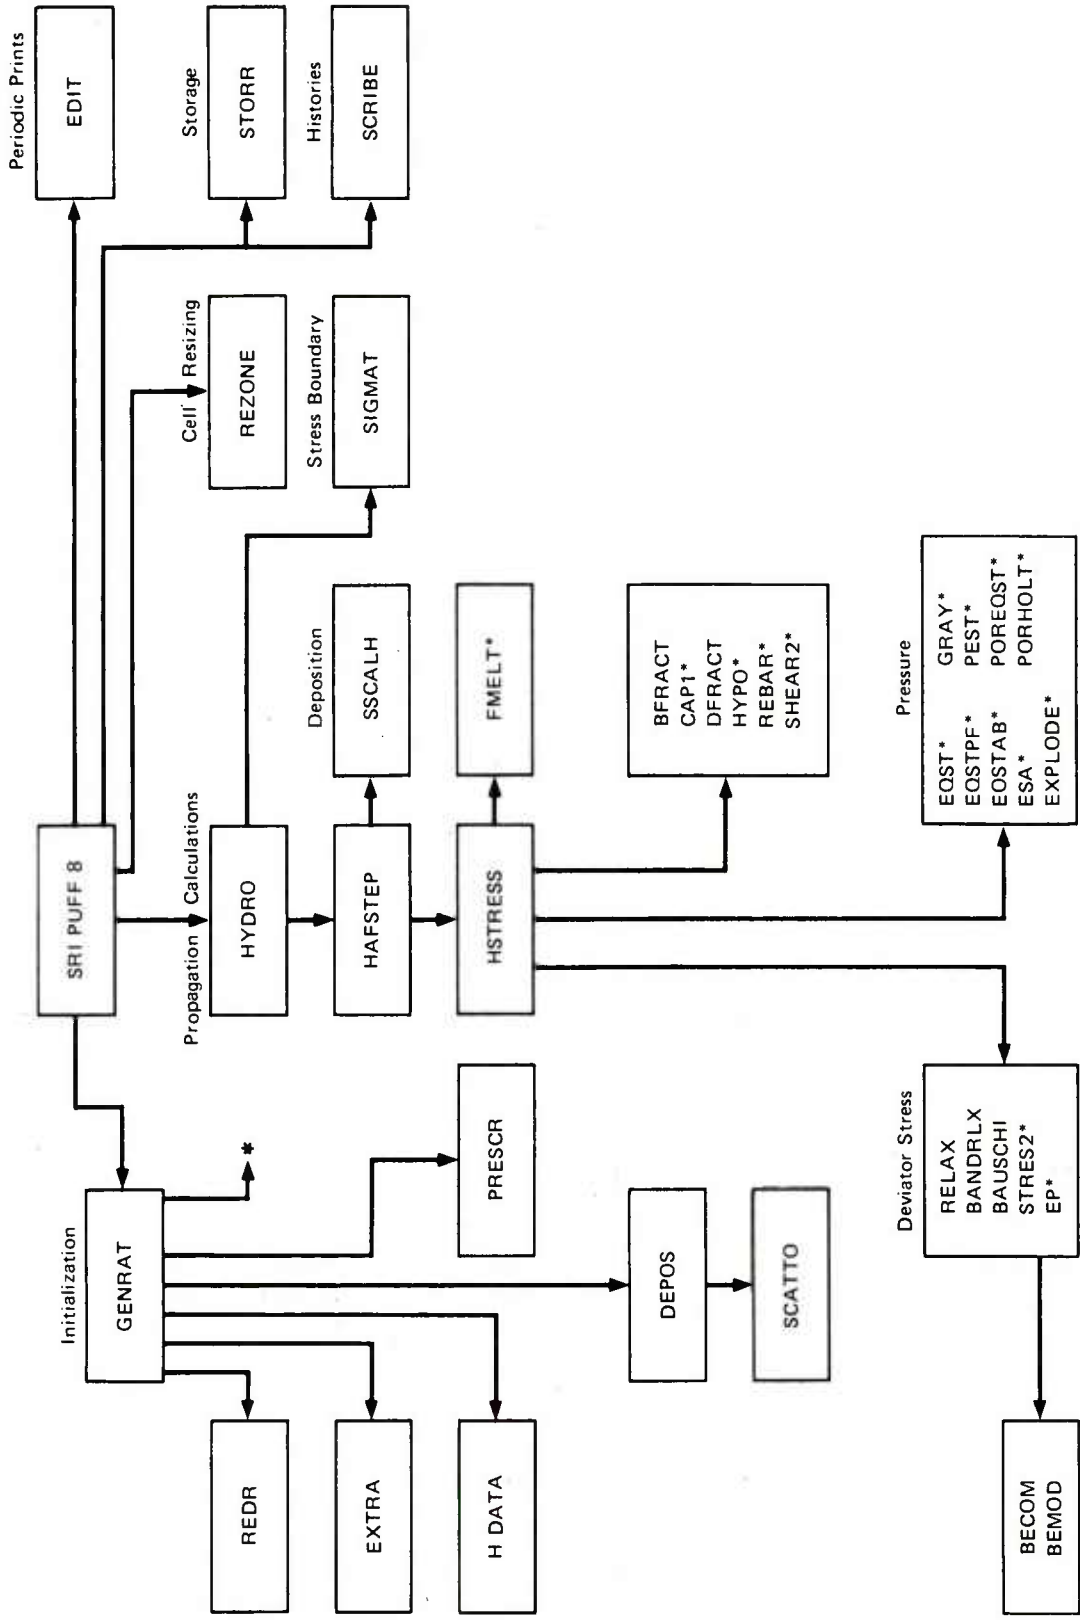 Periodic Prints
EDIT
Storage
STORR
Histories
SCRIBE
Cell Resizing
REZONE
Stress Boundary
SIGMAT
SRI PUFF 8
Propagation Calculations
HYDRO
HAFSTEP
HSTRESS
Deposition
SSCALH
FMELT*
BFRACT
CAP1*
DFRACT
HYPO*
REBAR*
SHEAR2*
Pressure
EQST* GRAY*
EQSTPF* PEST*
EOSTAB* POREQST*
ESA* PORHOLT*
EXPLODE*
Initialization
GENRAT
*
PRESCR
DEPOS
SCATTO
REDR
EXTRA
H DATA
Deviator Stress
RELAX
BANDRLX
BAUSCHI
STRES2*
EP*
BECOM
BEMOD